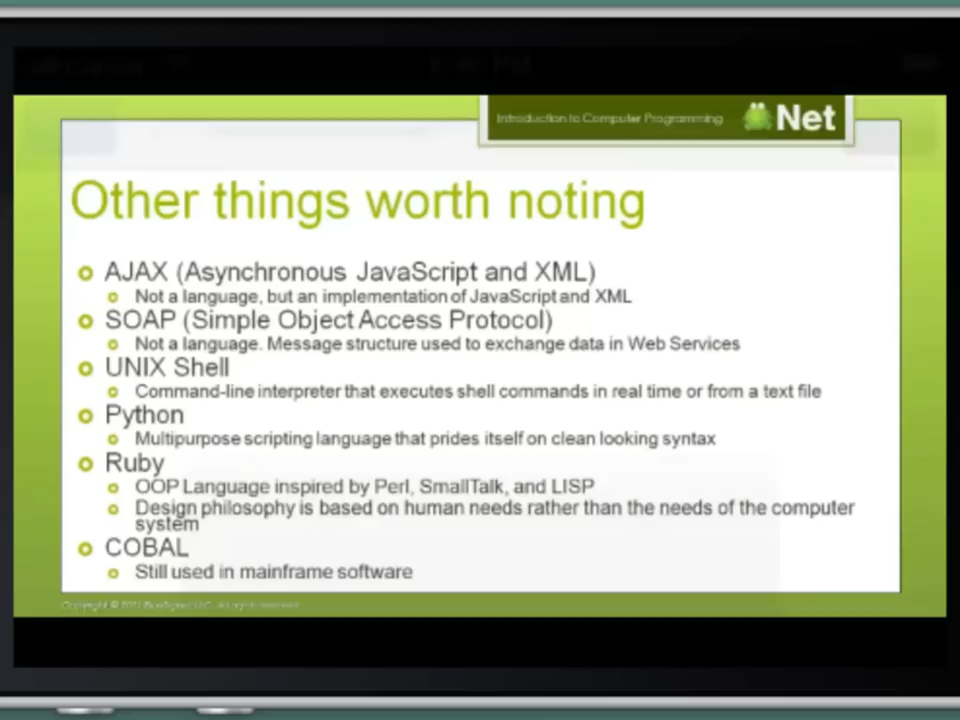 Introduction to Computer Programming
Net
Other things worth noting
AJAX (Asynchronous JavaScript and XML)
Not a language, but an implementation of JavaScript and XML
SOAP (Simple Object Access Protocol)
Not a language. Message structure used to exchange data in Web Services
UNIX Shell
Command-line interpreter that executes shell commands in real time or from a text file
Python
Multipurpose scripting language that prides itself on clean looking syntax
Ruby
OOP Language inspired by Perl, SmallTalk, and LISP
Design philosophy is based on human needs rather than the needs of the computer
system
COBAL
Still used in mainframe software
Copyright ©